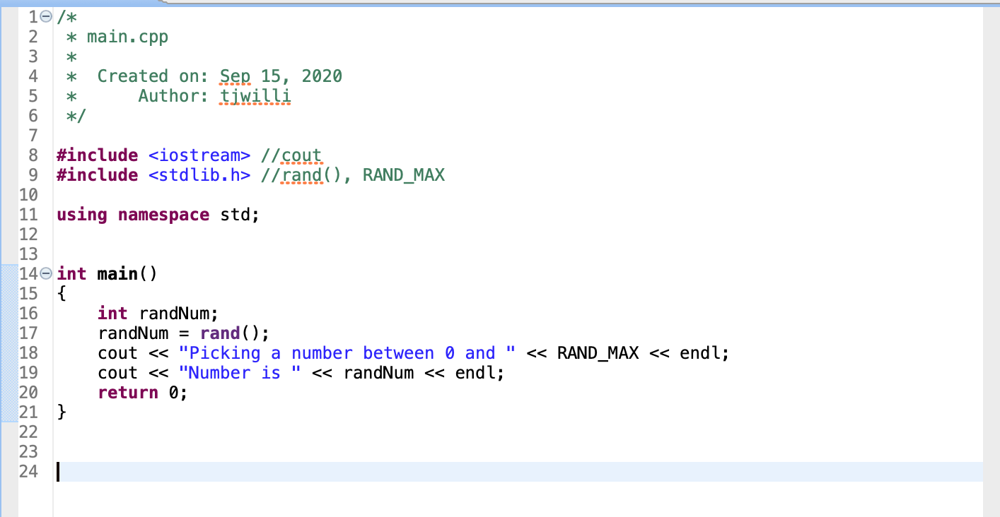 1 /*
2  * main.cpp
3  *
4  *  Created on: Sep 15, 2020
5  *      Author: tjwilli
6  */
7
8 #include <iostream> //cout
9 #include <stdlib.h> //rand(), RAND_MAX
10
11 using namespace std;
12
13
14 int main()
15 {
16     int randNum;
17     randNum = rand();
18     cout << "Picking a number between 0 and " << RAND_MAX << endl;
19     cout << "Number is " << randNum << endl;
20     return 0;
21 }
22
23
24